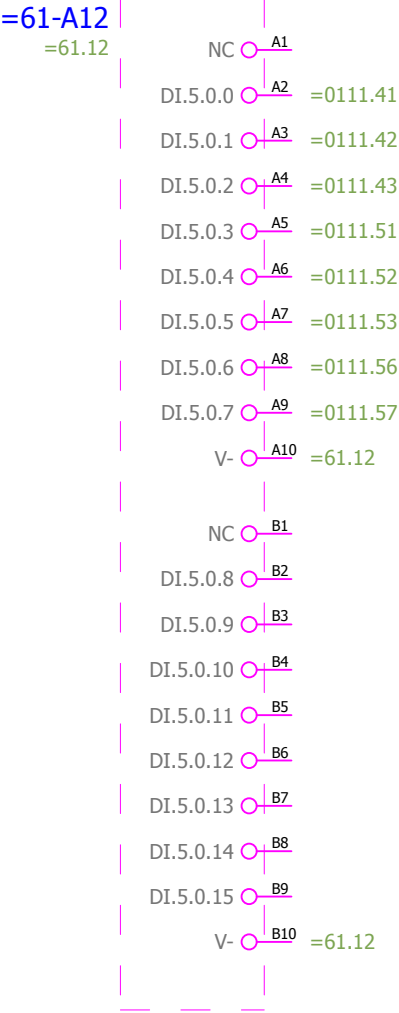 =61-A12
=61.12
NC A1
DI.5.0.0 A2 =0111.41
DI.5.0.1 A3 =0111.42
DI.5.0.2 A4 =0111.43
DI.5.0.3 A5 =0111.51
DI.5.0.4 A6 =0111.52
DI.5.0.5 A7 =0111.53
DI.5.0.6 A8 =0111.56
DI.5.0.7 A9 =0111.57
V- A10 =61.12
NC B1
DI.5.0.8 B2
DI.5.0.9 B3
DI.5.0.10 B4
DI.5.0.11 B5
DI.5.0.12 B6
DI.5.0.13 B7
DI.5.0.14 B8
DI.5.0.15 B9
V- B10 =61.12